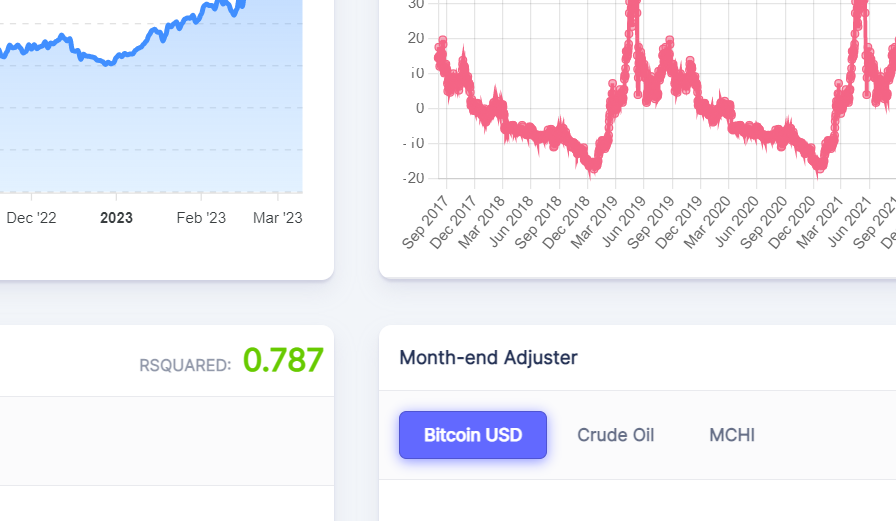 30
20
10
0
-10
-20
Dec '22
2023
Feb '23
Mar '23
Sep 2017
Dec 2017
Mar 2018
Jun 2018
Sep 2018
Dec 2018
Mar 2019
Jun 2019
Sep 2019
Dec 2019
Mar 2020
Jun 2020
Sep 2020
Dec 2020
Mar 2021
Jun 2021
Sep 2021
RSQUARED: 0.787
Month-end Adjuster
Bitcoin USD Crude Oil MCHI